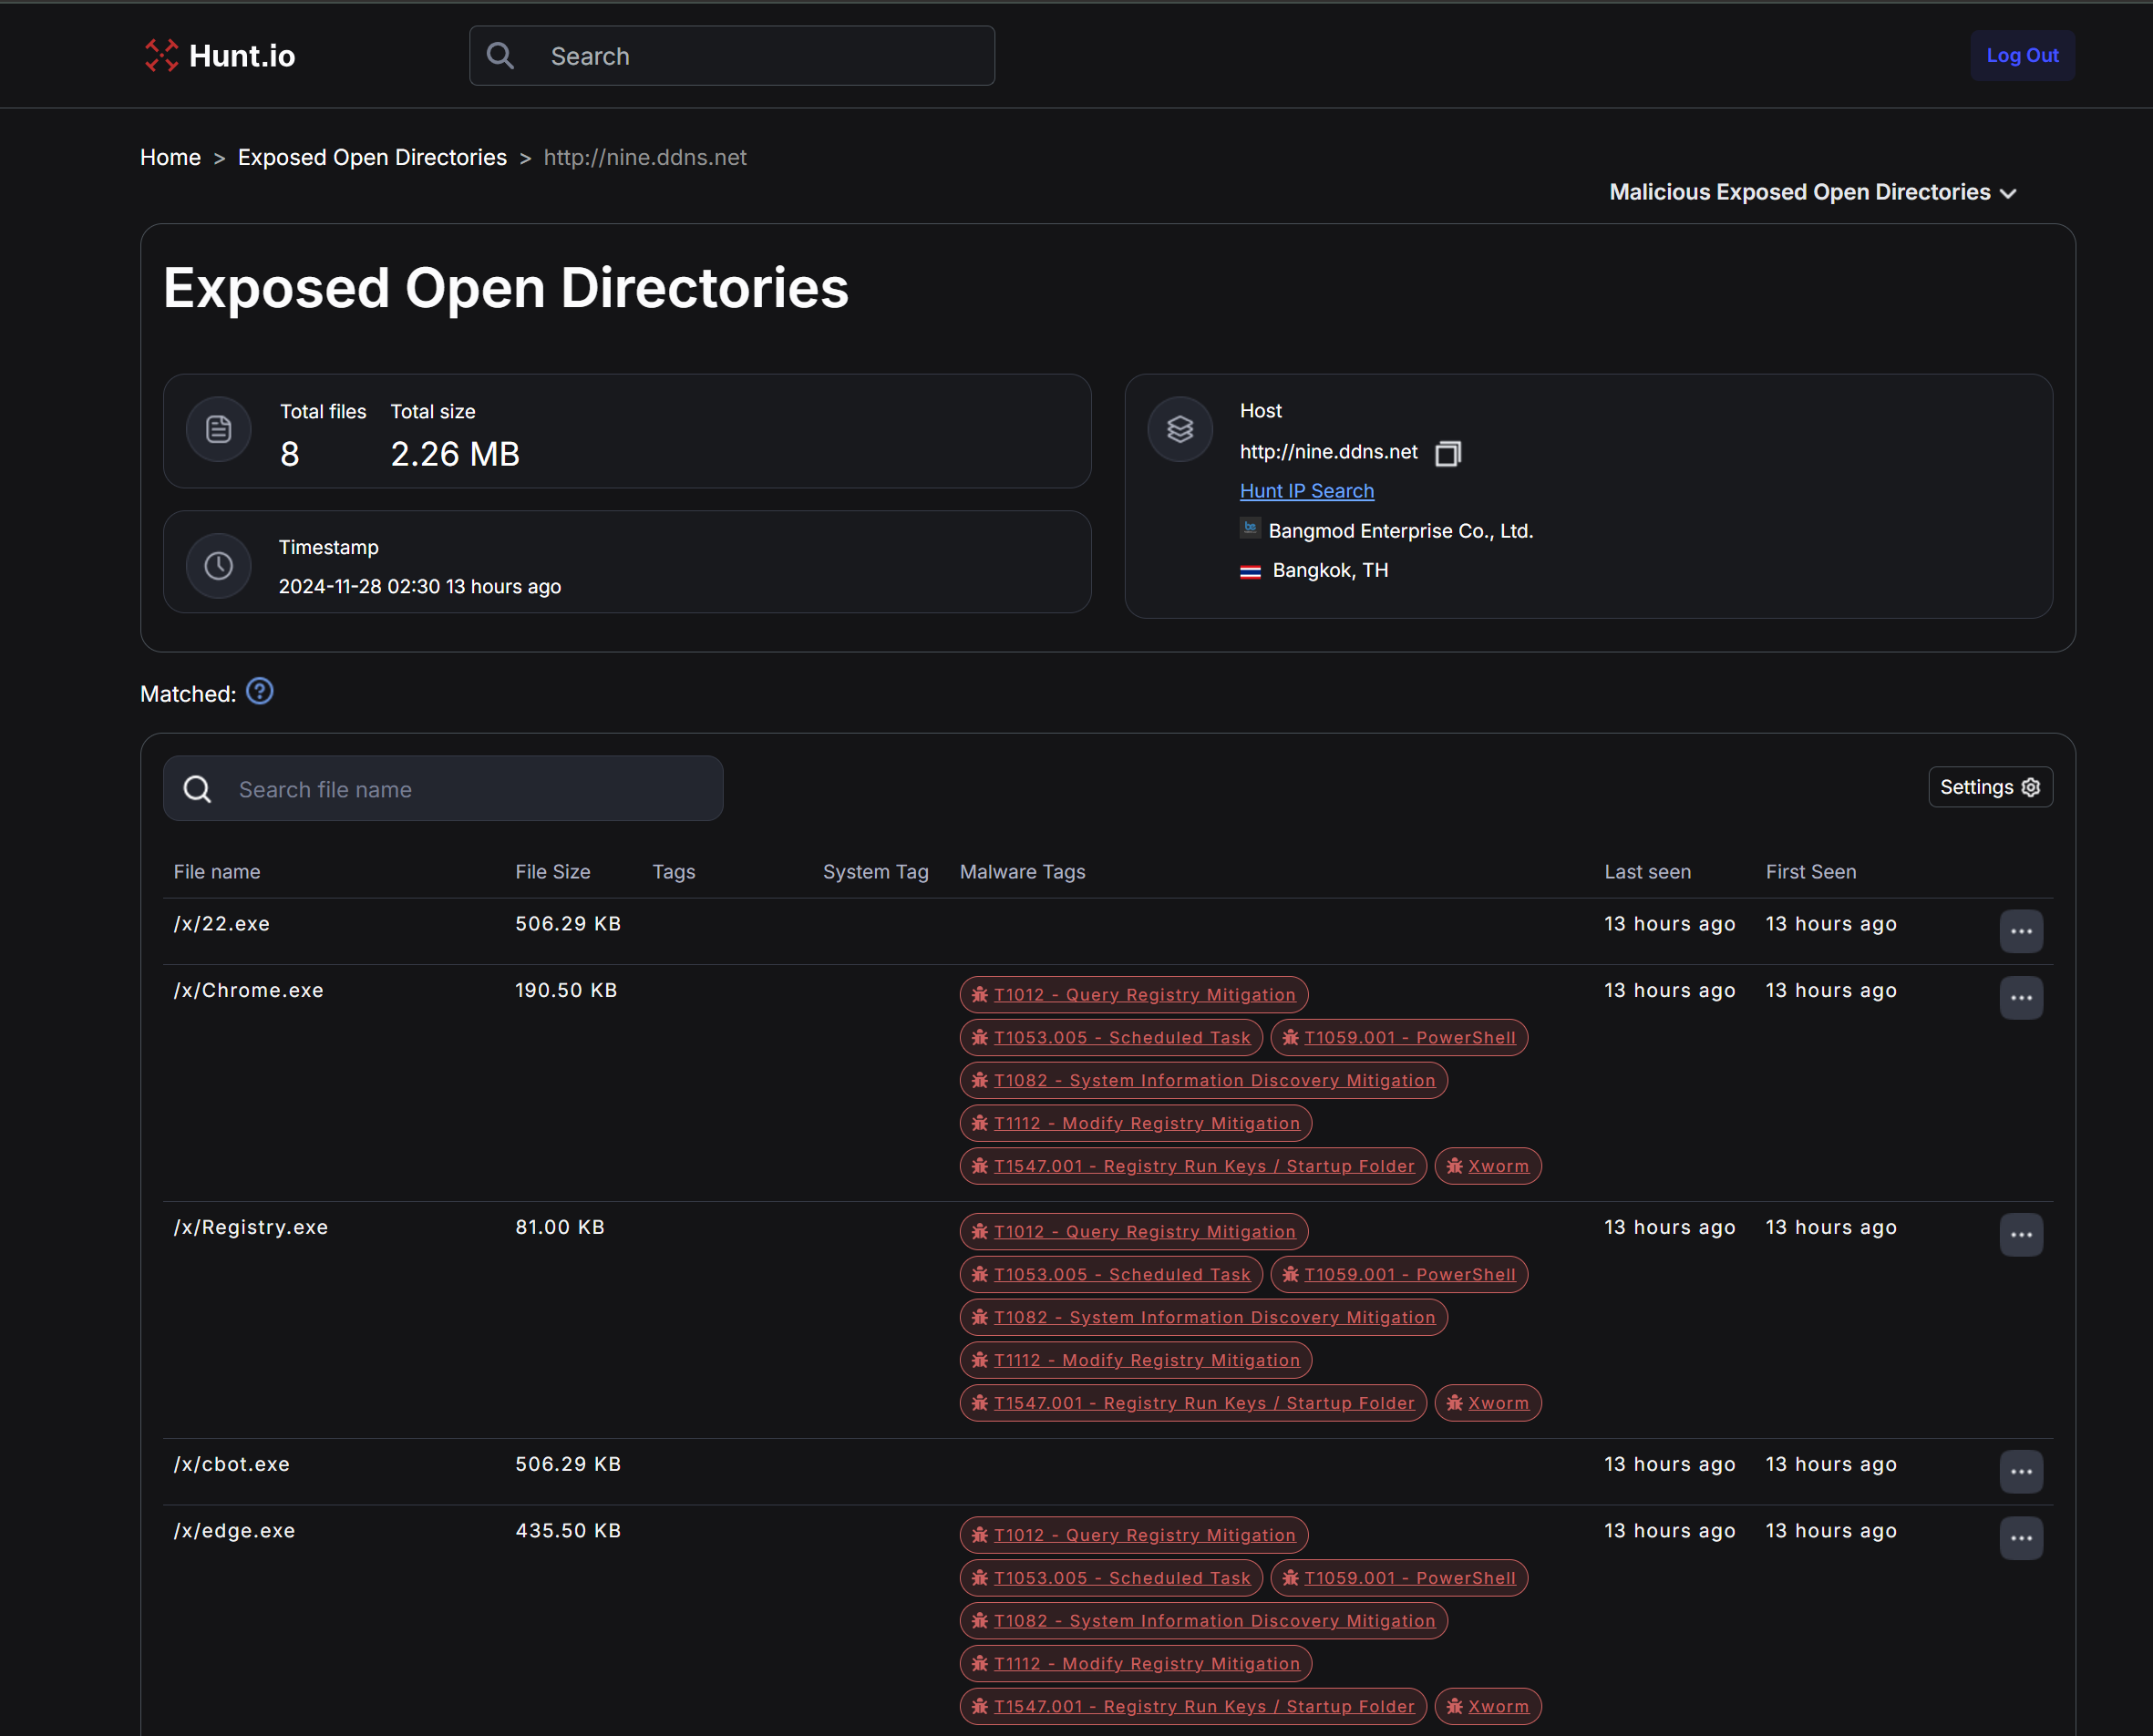 Hunt.io
Search
Log Out
Home > Exposed Open Directories > http://nine.ddns.net
Malicious Exposed Open Directories
Exposed Open Directories
Total files Total size
8 2.26 MB
Timestamp
2024-11-28 02:30 13 hours ago
Host
http://nine.ddns.net
Hunt IP Search
Bangmod Enterprise Co., Ltd.
Bangkok, TH
Matched: ?
Search file name
Settings
File name File Size Tags System Tag Malware Tags Last seen First Seen
/x/22.exe 506.29 KB 13 hours ago 13 hours ago
/x/Chrome.exe 190.50 KB T1012 - Query Registry Mitigation 13 hours ago 13 hours ago
T1053.005 - Scheduled Task T1059.001 - PowerShell
T1082 - System Information Discovery Mitigation
T1112 - Modify Registry Mitigation
T1547.001 - Registry Run Keys / Startup Folder Xworm
/x/Registry.exe 81.00 KB T1012 - Query Registry Mitigation 13 hours ago 13 hours ago
T1053.005 - Scheduled Task T1059.001 - PowerShell
T1082 - System Information Discovery Mitigation
T1112 - Modify Registry Mitigation
T1547.001 - Registry Run Keys / Startup Folder Xworm
/x/cbot.exe 506.29 KB 13 hours ago 13 hours ago
/x/edge.exe 435.50 KB T1012 - Query Registry Mitigation 13 hours ago 13 hours ago
T1053.005 - Scheduled Task T1059.001 - PowerShell
T1082 - System Information Discovery Mitigation
T1112 - Modify Registry Mitigation
T1547.001 - Registry Run Keys / Startup Folder Xworm